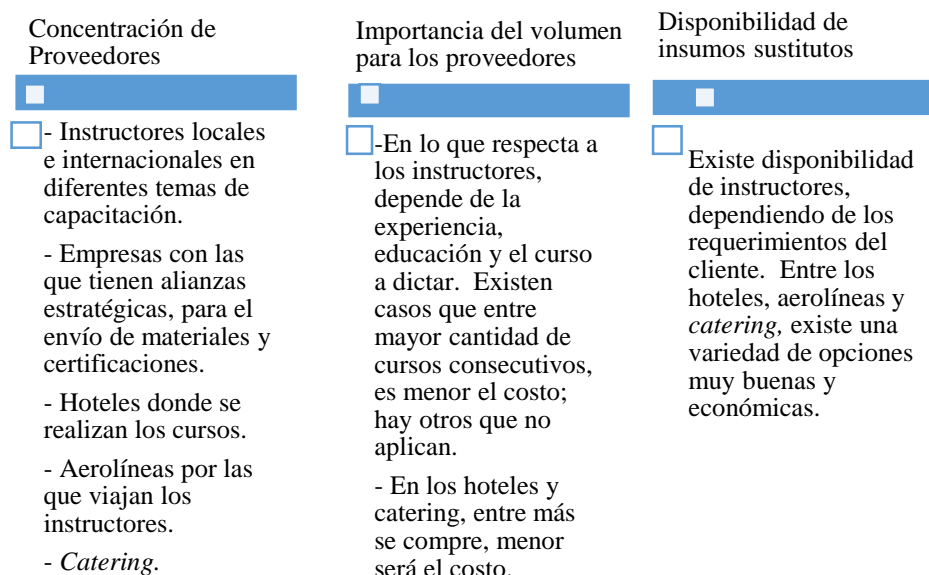 Concentración de
Proveedores
- Instructores locales
e internacionales en
diferentes temas de
capacitación.
- Empresas con las
que tienen alianzas
estratégicas, para el
envío de materiales y
certificaciones.
- Hoteles donde se
realizan los cursos.
- Aerolíneas por las
que viajan los
instructores.
- Catering.
Importancia del volumen
para los proveedores
-En lo que respecta a
los instructores,
depende de la
experiencia,
educación y el curso
a dictar.  Existen
casos que entre
mayor cantidad de
cursos consecutivos,
es menor el costo;
hay otros que no
aplican.
- En los hoteles y
catering, entre más
se compre, menor
será el costo.
Disponibilidad de
insumos sustitutos
Existe disponibilidad
de instructores,
dependiendo de los
requerimientos del
cliente.  Entre los
hoteles, aerolíneas y
catering, existe una
variedad de opciones
muy buenas y
económicas.